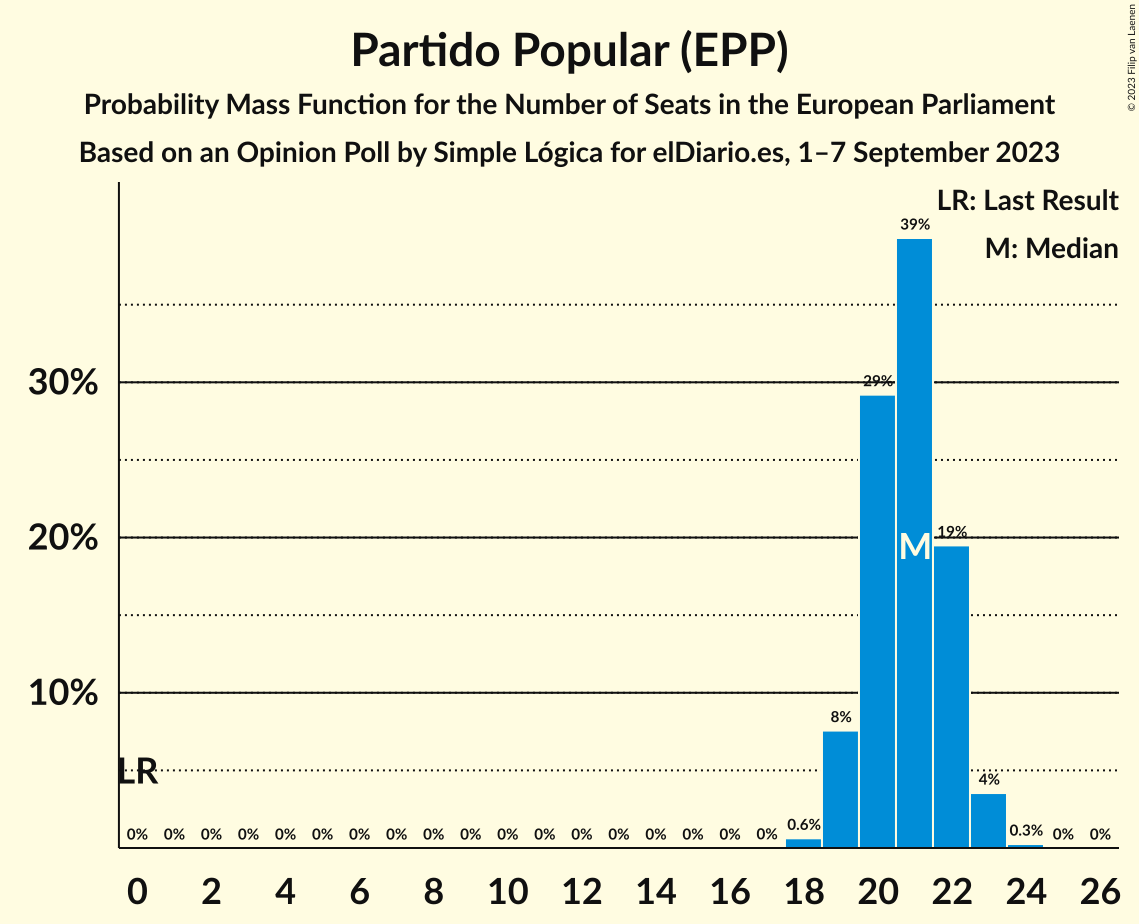 Partido Popular (EPP)
Probability Mass Function for the Number of Seats in the European Parliament
Based on an Opinion Poll by Simple Lógica for elDiario.es, 1–7 September 2023
© 2023 Filip van Laenen
LR: Last Result
M: Median
39%
30%
29%
20%
M
19%
10%
8%
LR
4%
0% 0% 0% 0% 0% 0% 0% 0% 0% 0% 0% 0% 0% 0% 0% 0% 0% 0% 0.6% 0.3% 0% 0%
0 2 4 6 8 10 12 14 16 18 20 22 24 26